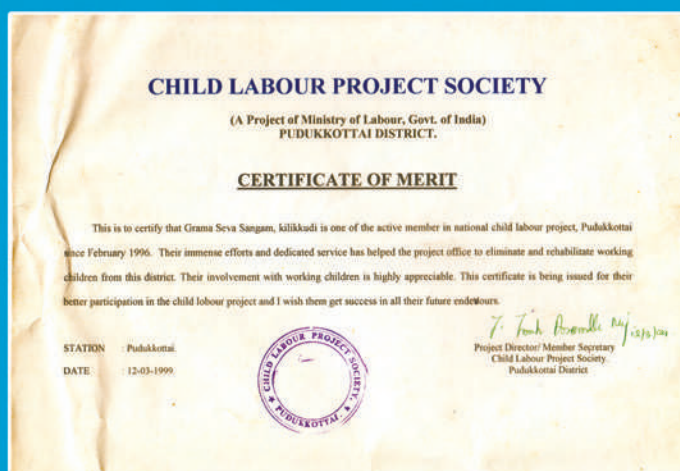 CHILD LABOUR PROJECT SOCIETY
(A Project of Ministry of Labour, Govt. of India)
PUDUKKOTTAI DISTRICT.
CERTIFICATE OF MERIT
This is to certify that Grama Seva Sangam, kilikkudi is one of the active member in national child labour project, Pudukkottai
since February 1996. Their immense efforts and dedicated service has helped the project office to eliminate and rehabilitate working
children from this district. Their involvement with working children is highly appreciable. This certificate is being issued for their
better participation in the child lobour project and I wish them get success in all their future endevours.
STATION : Pudukkottai.
DATE : 12-03-1999.
CHILD LABOUR PROJECT SOCIETY.
* PUDUKOTTAI. *
Project Director/ Member Secretary
Child Labour Project Society
Pudukkottai District